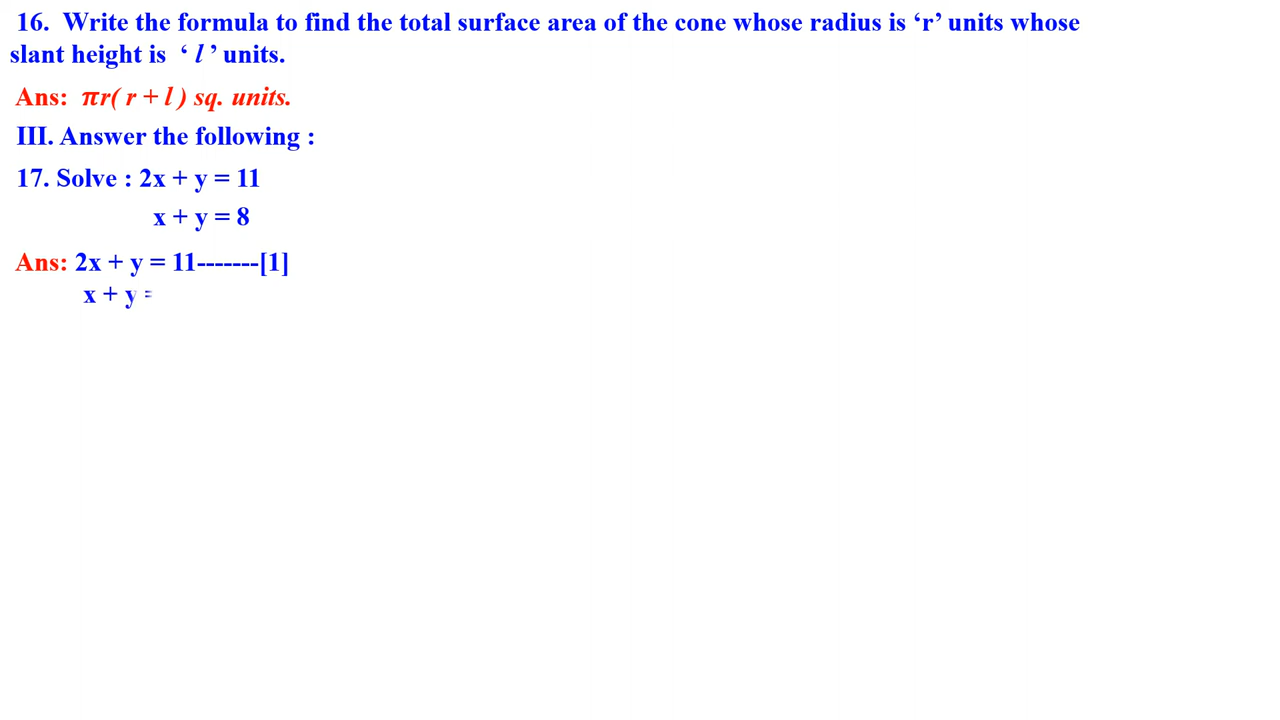 16. Write the formula to find the total surface area of the cone whose radius is ‘r’ units whose
slant height is ‘ l ’ units.
Ans: πr( r + l ) sq. units.
III. Answer the following :
17. Solve : 2x + y = 11
x + y = 8
Ans: 2x + y = 11-------[1]
x + y =